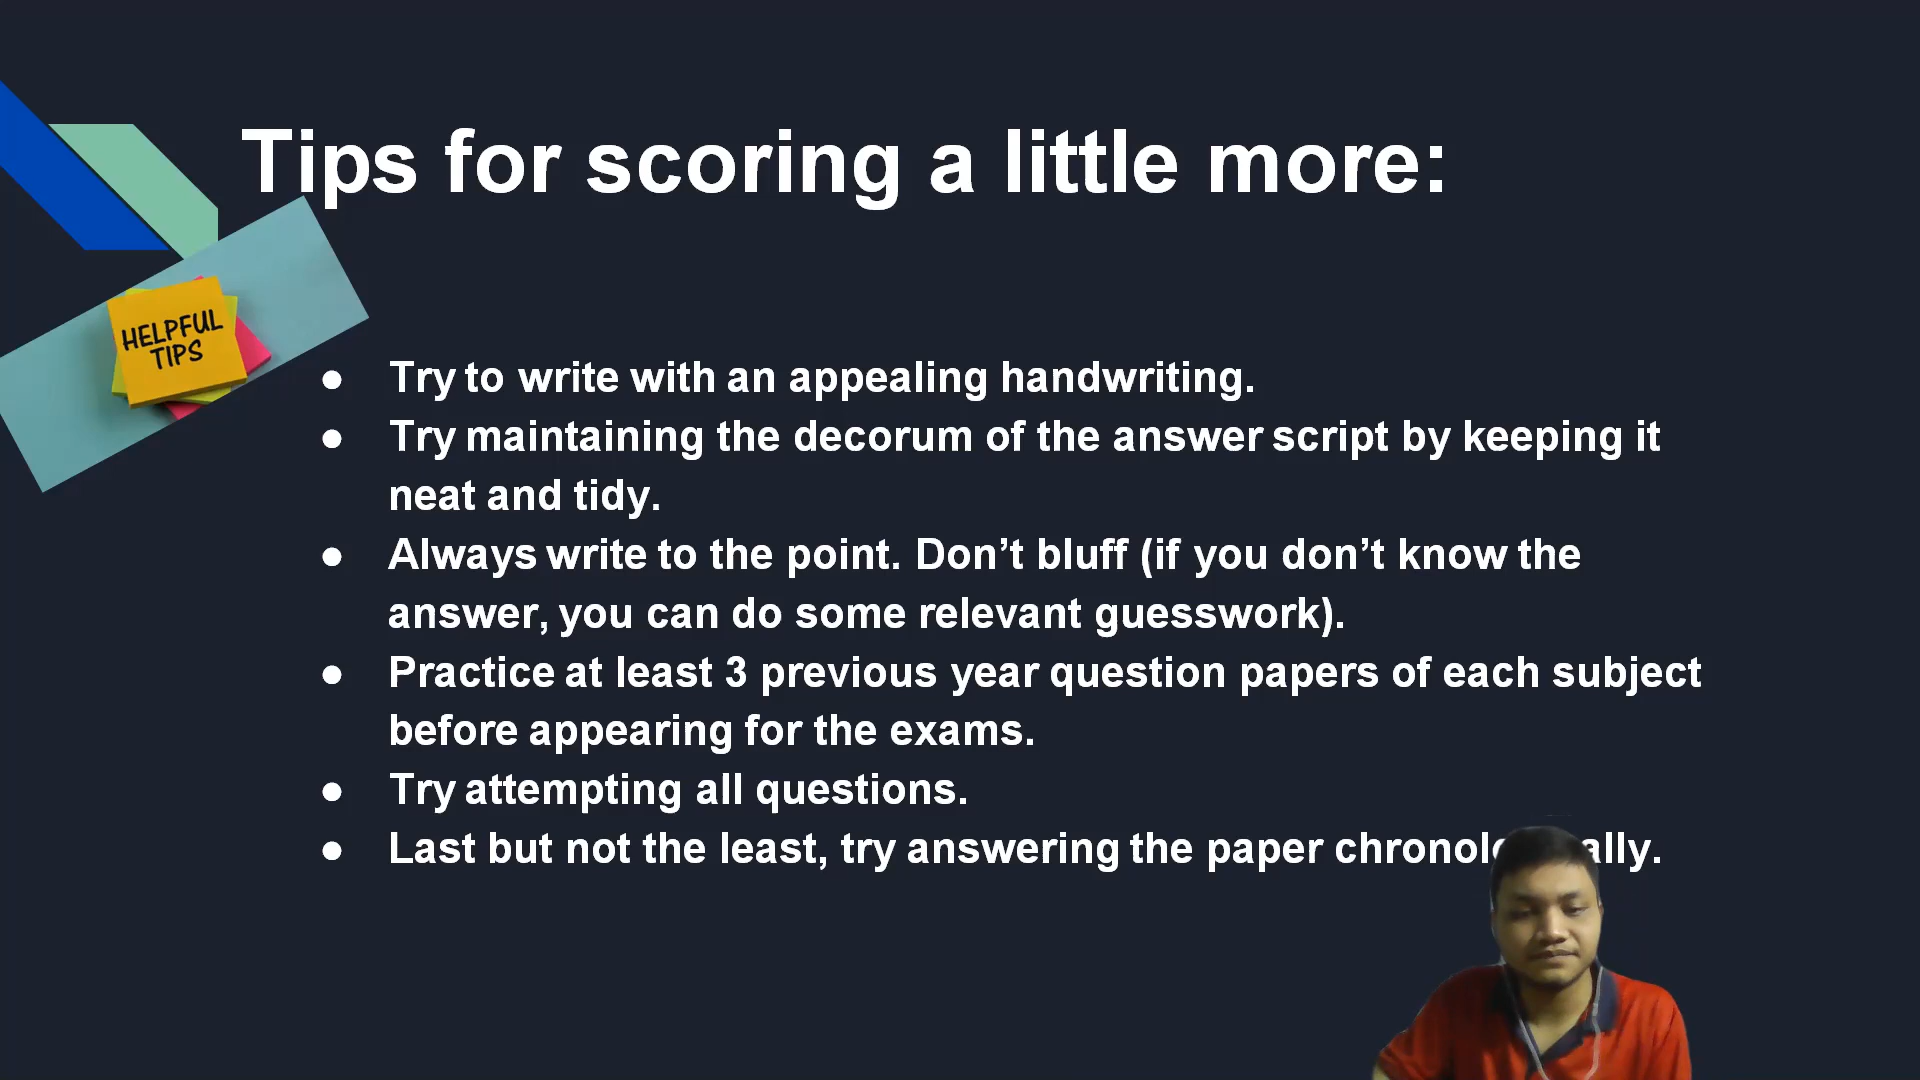 Tips for scoring a little more:
HELPFUL
TIPS
● Try to write with an appealing handwriting.
● Try maintaining the decorum of the answer script by keeping it
neat and tidy.
● Always write to the point. Don’t bluff (if you don’t know the
answer, you can do some relevant guesswork).
● Practice at least 3 previous year question papers of each subject
before appearing for the exams.
● Try attempting all questions.
● Last but not the least, try answering the paper